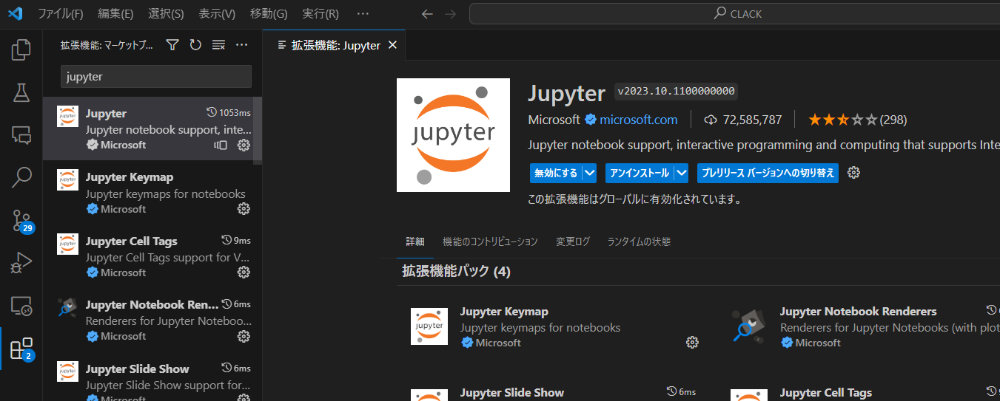 ファイル(F) 編集(E) 選択(S) 表示(V) 移動(G) 実行(R) ··· CLACK
拡張機能: マーケットプ... ···
拡張機能: Jupyter
jupyter
Jupyter 1053ms
Jupyter notebook support, inte...
Microsoft
Jupyter Keymap
Jupyter keymaps for notebooks
Microsoft
Jupyter Cell Tags 9ms
Jupyter Cell Tags support for V...
Microsoft
Jupyter Notebook Ren... 6ms
Renderers for Jupyter Noteboo...
Microsoft
Jupyter Slide Show 6ms
Jupyter Slide Show support for...
Microsoft
29
2
jupyter
Jupyter v2023.10.1100000000
Microsoft microsoft.com 72,585,787 (298)
Jupyter notebook support, interactive programming and computing that supports Inte
無効にする アンインストール プレリリース バージョンへの切り替え
この拡張機能はグローバルに有効化されています。
詳細 機能のコントリビューション 変更ログ ランタイムの状態
拡張機能パック (4)
jupyter
Jupyter Keymap
Jupyter keymaps for notebooks
Microsoft
Jupyter Notebook Renderers
Renderers for Jupyter Notebooks (with plot
Microsoft
Jupyter Slide Show 6ms
Jupyter Cell Tags